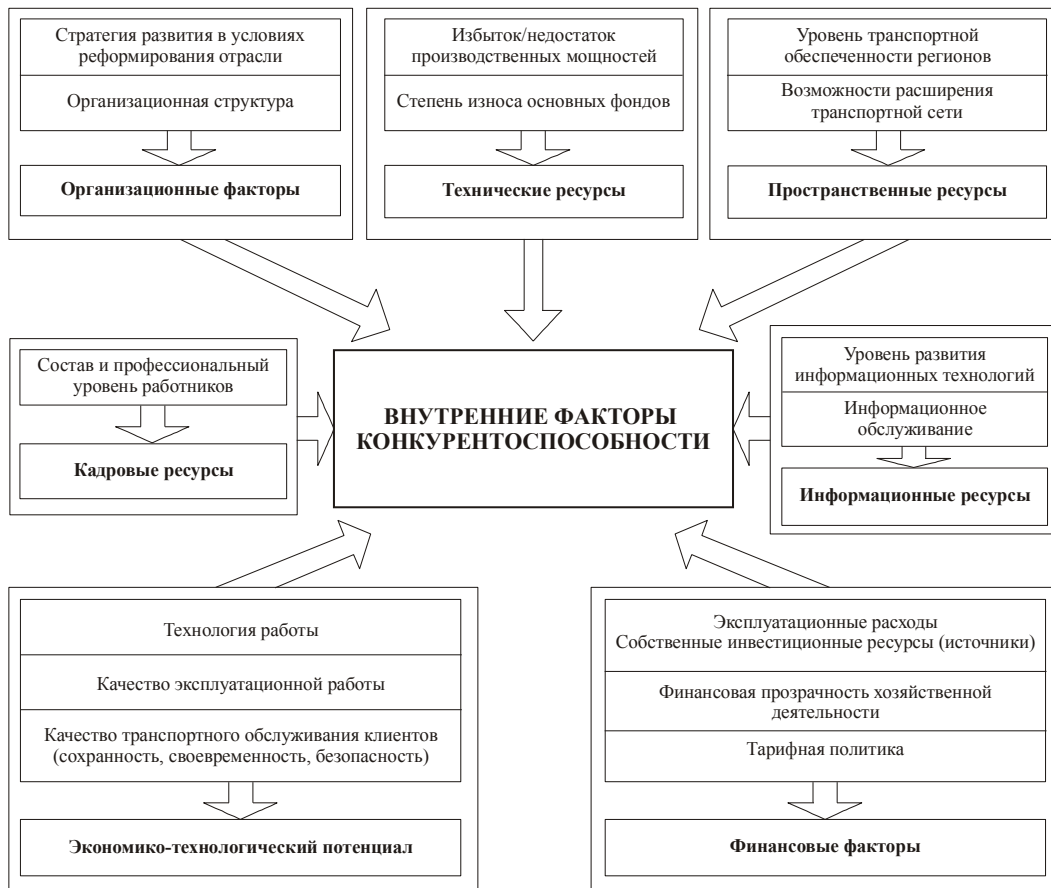 Стратегия развития в условиях
реформирования отрасли
Организационная структура
Организационные факторы
Избыток/недостаток
производственных мощностей
Степень износа основных фондов
Технические ресурсы
Уровень транспортной
обеспеченности регионов
Возможности расширения
транспортной сети
Пространственные ресурсы
Состав и профессиональный
уровень работников
Кадровые ресурсы
ВНУТРЕННИЕ ФАКТОРЫ
КОНКУРЕНТОСПОСОБНОСТИ
Уровень развития
информационных технологий
Информационное
обслуживание
Информационные ресурсы
Технология работы
Качество эксплуатационной работы
Качество транспортного обслуживания клиентов
(сохранность, своевременность, безопасность)
Экономико-технологический потенциал
Эксплуатационные расходы
Собственные инвестиционные ресурсы (источники)
Финансовая прозрачность хозяйственной
деятельности
Тарифная политика
Финансовые факторы